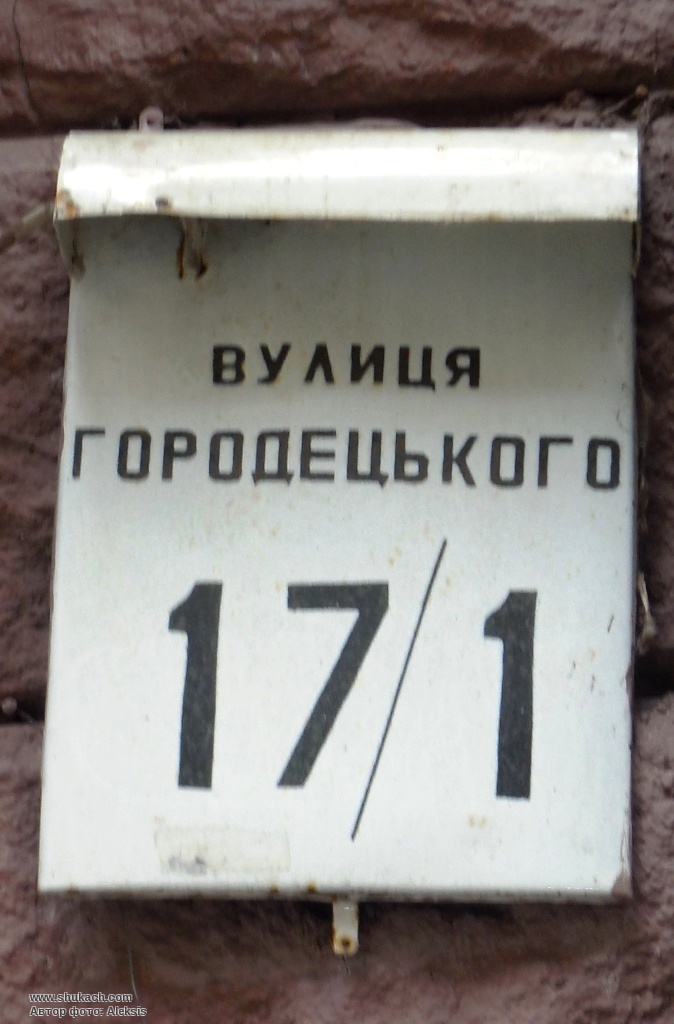 ВУЛИЦЯ
ГОРОДЕЦЬКОГО
17/1
www.shukach.com
Автор фото: Aleksis